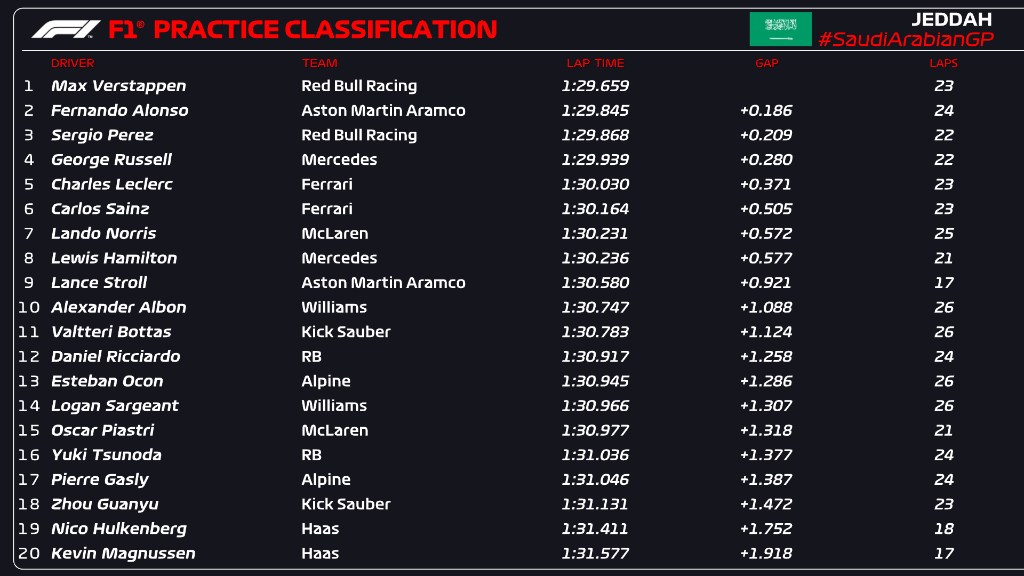 F1® PRACTICE CLASSIFICATION
JEDDAH
#SaudiArabianGP
DRIVER TEAM LAP TIME GAP LAPS
1 Max Verstappen Red Bull Racing 1:29.659 23
2 Fernando Alonso Aston Martin Aramco 1:29.845 +0.186 24
3 Sergio Perez Red Bull Racing 1:29.868 +0.209 22
4 George Russell Mercedes 1:29.939 +0.280 22
5 Charles Leclerc Ferrari 1:30.030 +0.371 23
6 Carlos Sainz Ferrari 1:30.164 +0.505 23
7 Lando Norris McLaren 1:30.231 +0.572 25
8 Lewis Hamilton Mercedes 1:30.236 +0.577 21
9 Lance Stroll Aston Martin Aramco 1:30.580 +0.921 17
10 Alexander Albon Williams 1:30.747 +1.088 26
11 Valtteri Bottas Kick Sauber 1:30.783 +1.124 26
12 Daniel Ricciardo RB 1:30.917 +1.258 24
13 Esteban Ocon Alpine 1:30.945 +1.286 26
14 Logan Sargeant Williams 1:30.966 +1.307 26
15 Oscar Piastri McLaren 1:30.977 +1.318 21
16 Yuki Tsunoda RB 1:31.036 +1.377 24
17 Pierre Gasly Alpine 1:31.046 +1.387 24
18 Zhou Guanyu Kick Sauber 1:31.131 +1.472 23
19 Nico Hulkenberg Haas 1:31.411 +1.752 18
20 Kevin Magnussen Haas 1:31.577 +1.918 17